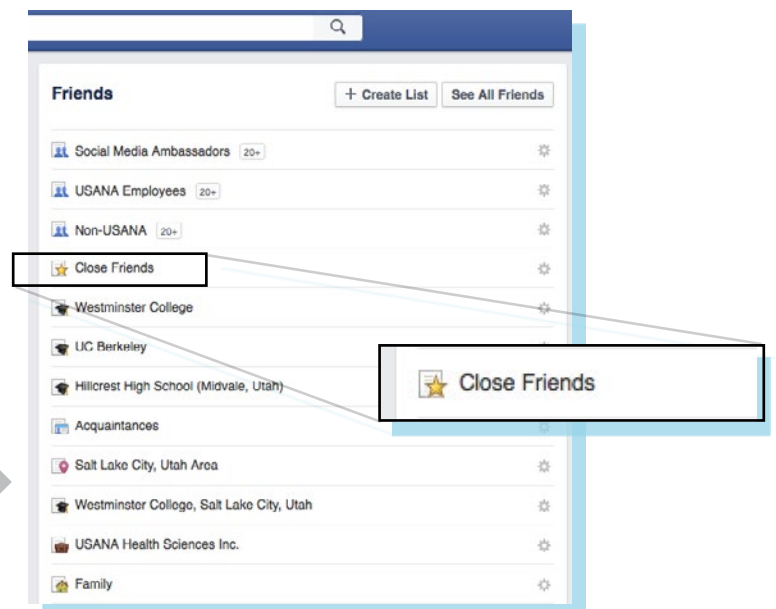 Friends
+ Create List
See All Friends
Social Media Ambassadors 20+
USANA Employees 20+
Non-USANA 20+
Close Friends
Westminster College
UC Berkeley
Hillcrest High School (Midvale, Utah)
Close Friends
Acquaintances
Salt Lake City, Utah Area
Westminster College, Salt Lake City, Utah
USANA Health Sciences Inc.
Family